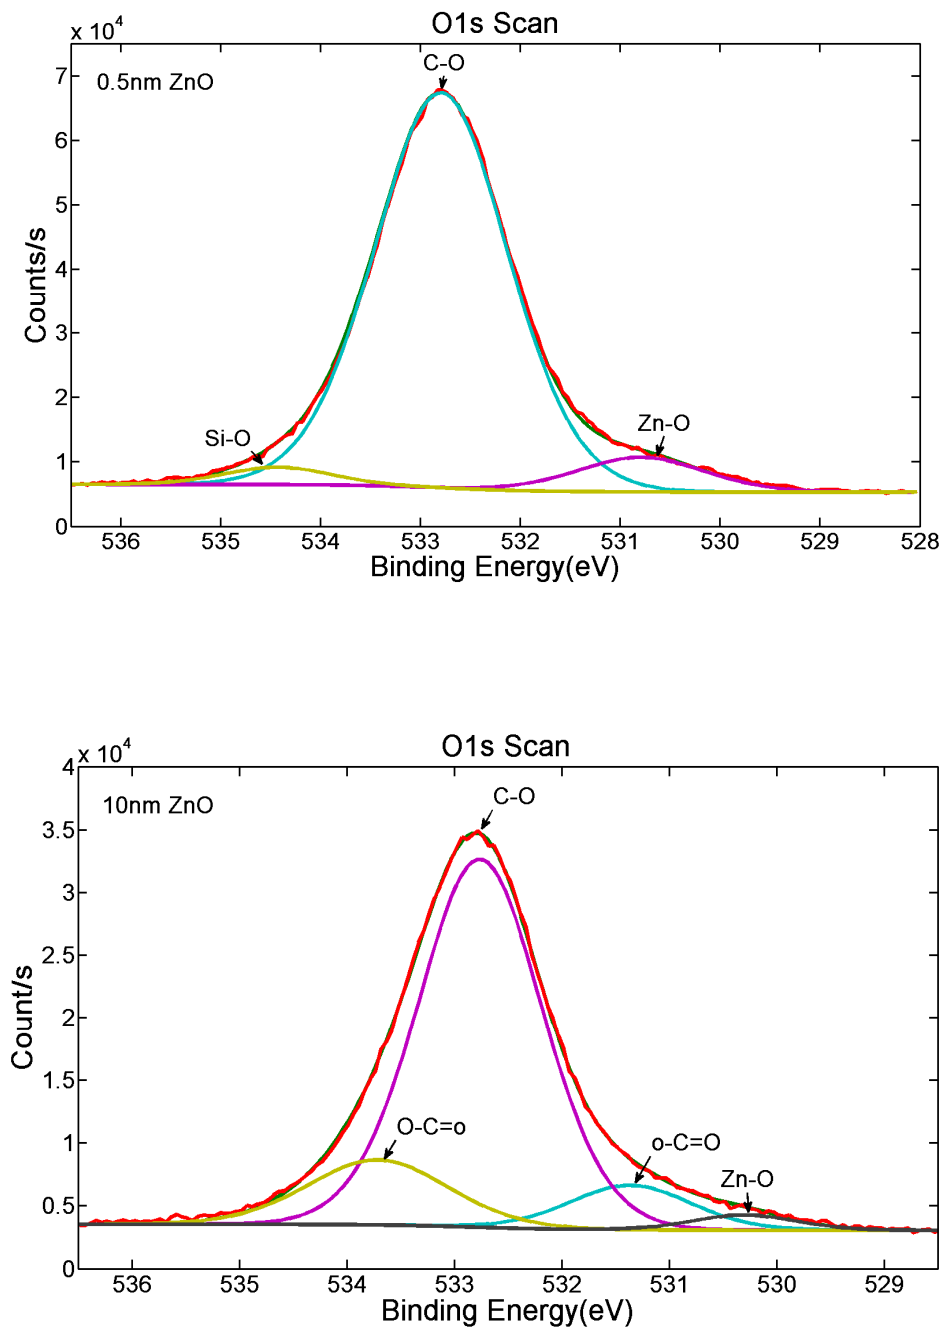 O1s Scan
x 10^4
0.5nm ZnO
C-O
7
6
5
4
3
2
1
0
Counts/s
Si-O
Zn-O
536 535 534 533 532 531 530 529 528
Binding Energy(eV)
O1s Scan
x 10^4
10nm ZnO
C-O
4
3.5
3
2.5
2
1.5
1
0.5
0
Count/s
O-C=o
o-C=O
Zn-O
536 535 534 533 532 531 530 529
Binding Energy(eV)